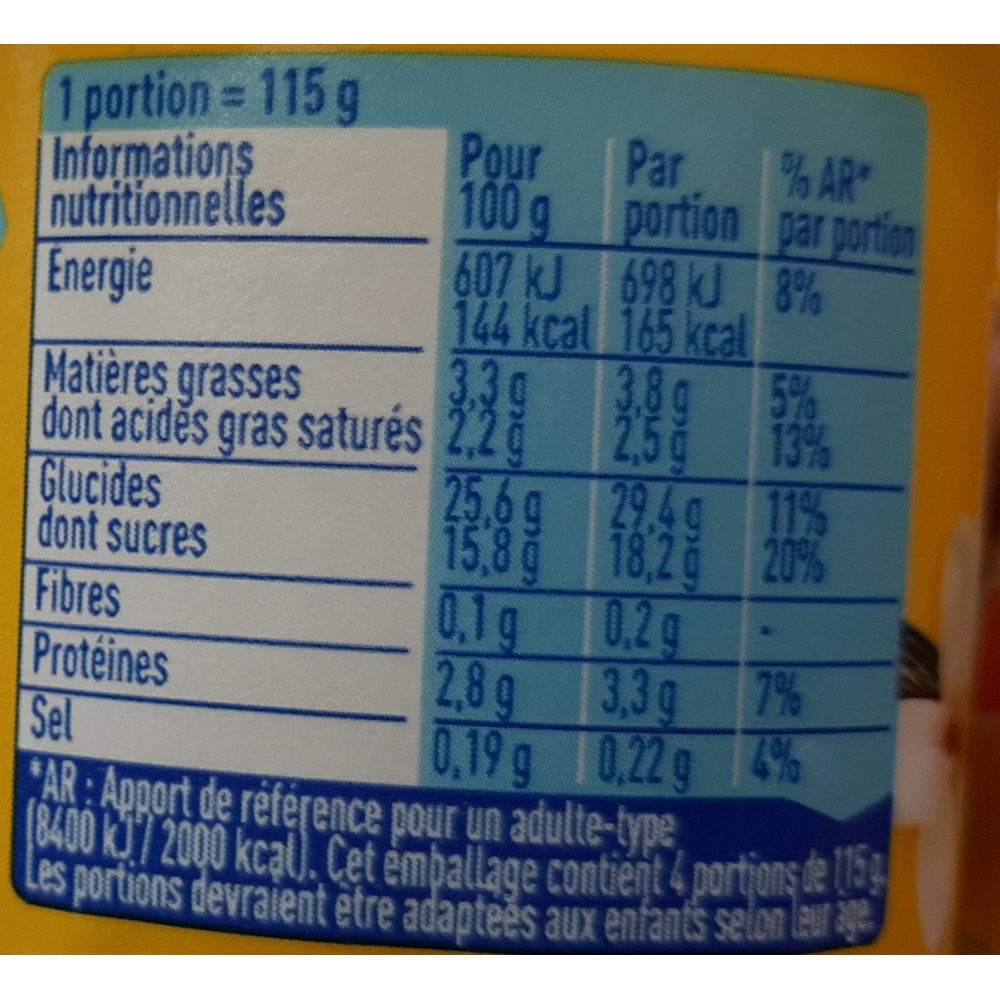 1 portion = 115 g
Informations Pour Par % AR*
nutritionnelles 100 g portion par portion
Energie 607 kJ 698 kJ 8%
144 kcal 165 kcal
Matières grasses 3,3 g 3,8 g 5%
dont acides gras saturés 2,2 g 2,5 g 13%
Glucides 25,6 g 29,4 g 11%
dont sucres 15,8 g 18,2 g 20%
Fibres 0,1 g 0,2 g -
Protéines 2,8 g 3,3 g 7%
Sel 0,19 g 0,22 g 4%
*AR : Apport de référence pour un adulte-type
(8400 kJ / 2000 kcal). Cet emballage contient 4 portions de 115 g.
Les portions devraient être adaptées aux enfants selon leur âge.